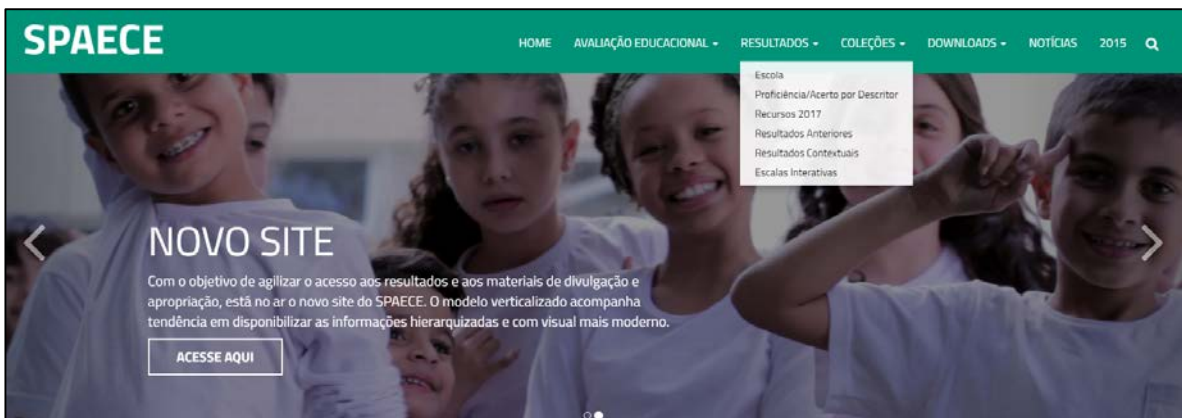 SPAECE
HOME AVALIAÇÃO EDUCACIONAL RESULTADOS COLEÇÕES DOWNLOADS NOTÍCIAS 2015
Escola
Proficiência/Acerto por Descritor
Recursos 2017
Resultados Anteriores
Resultados Contextuais
Escalas Interativas
NOVO SITE
Com o objetivo de agilizar o acesso aos resultados e aos materiais de divulgação e
apropriação, está no ar o novo site do SPAECE. O modelo verticalizado acompanha
tendência em disponibilizar as informações hierarquizadas e com visual mais moderno.
ACESSE AQUI